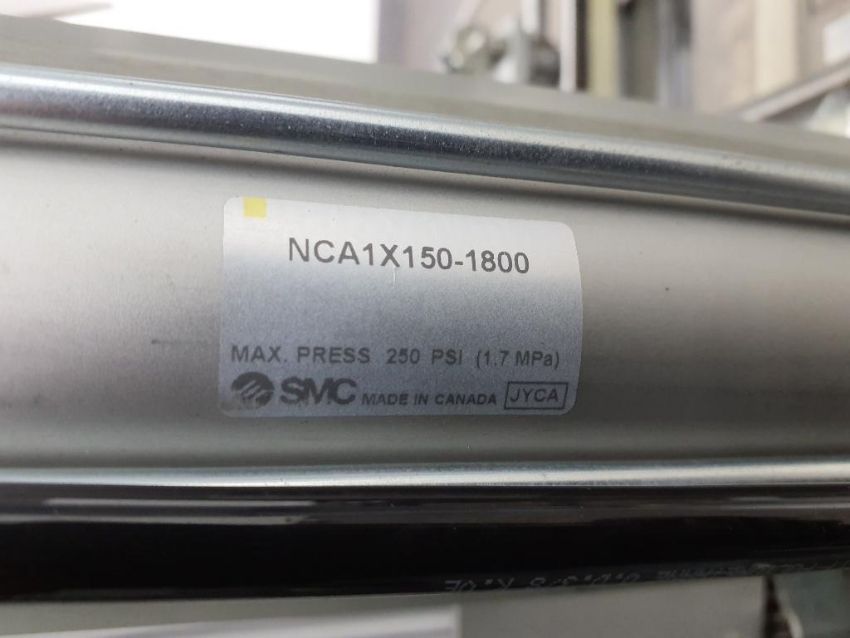 NCA1X150-1800
MAX. PRESS 250 PSI (1.7 MPa)
SMC MADE IN CANADA JYCA